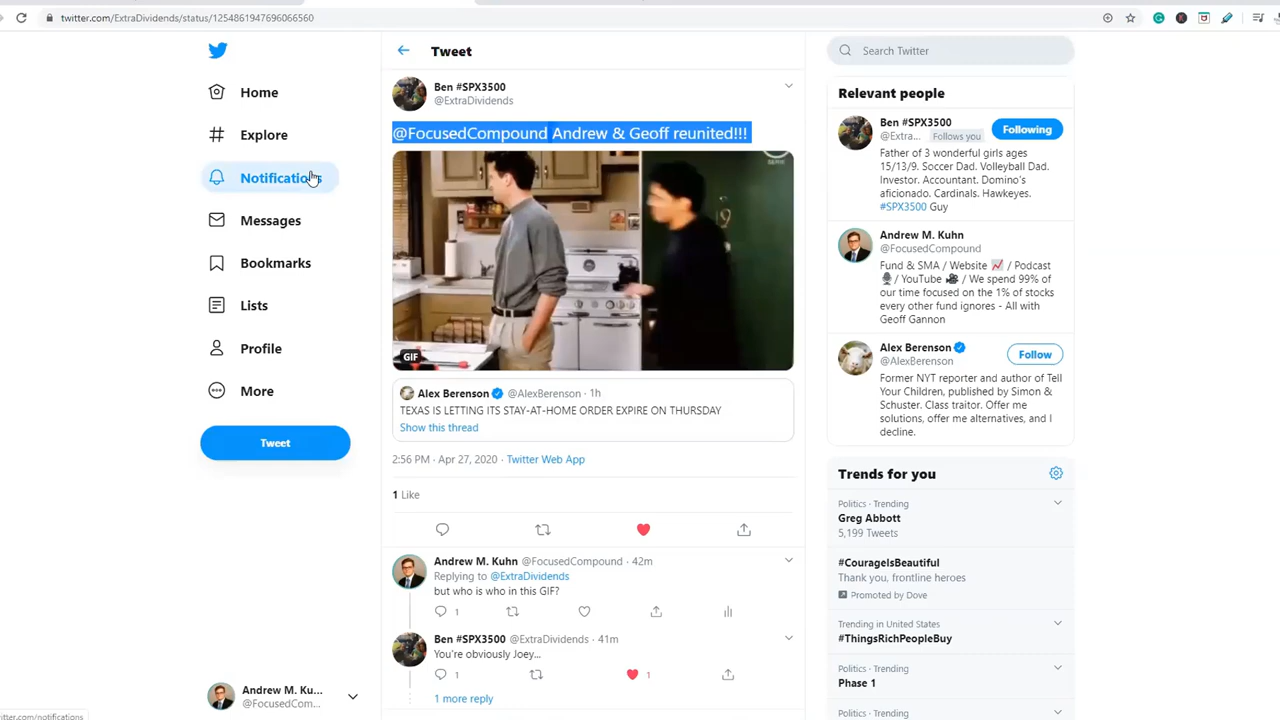 twitter.com/ExtraDividends/status/1254861947696066560
Home
Explore
Notifications
Messages
Bookmarks
Lists
Profile
More
Tweet
Andrew M. Ku...
@FocusedCom...
Tweet
Ben #SPX3500
@ExtraDividends
@FocusedCompound Andrew & Geoff reunited!!!
GIF
Alex Berenson @AlexBerenson · 1h
TEXAS IS LETTING ITS STAY-AT-HOME ORDER EXPIRE ON THURSDAY
Show this thread
2:56 PM · Apr 27, 2020 · Twitter Web App
1 Like
Andrew M. Kuhn @FocusedCompound · 42m
Replying to @ExtraDividends
but who is who in this GIF?
1
Ben #SPX3500 @ExtraDividends · 41m
You're obviously Joey...
1 1
1 more reply
Search Twitter
Relevant people
Ben #SPX3500
@Extra... Follows you
Following
Father of 3 wonderful girls ages
15/13/9. Soccer Dad. Volleyball Dad.
Investor. Accountant. Domino's
aficionado. Cardinals. Hawkeyes.
#SPX3500 Guy
Andrew M. Kuhn
@FocusedCompound
Fund & SMA / Website 📈 / Podcast
🎙️/ YouTube 🎥 / We spend 99% of
our time focused on the 1% of stocks
every other fund ignores - All with
Geoff Gannon
Alex Berenson
@AlexBerenson
Follow
Former NYT reporter and author of Tell
Your Children, published by Simon &
Schuster. Class traitor. Offer me
solutions, offer me alternatives, and I
decline.
Trends for you
Politics · Trending
Greg Abbott
5,199 Tweets
#CourageIsBeautiful
Thank you, frontline heroes
Promoted by Dove
Trending in United States
#ThingsRichPeopleBuy
Politics · Trending
Phase 1
Politics · Trending
itter.com/notifications